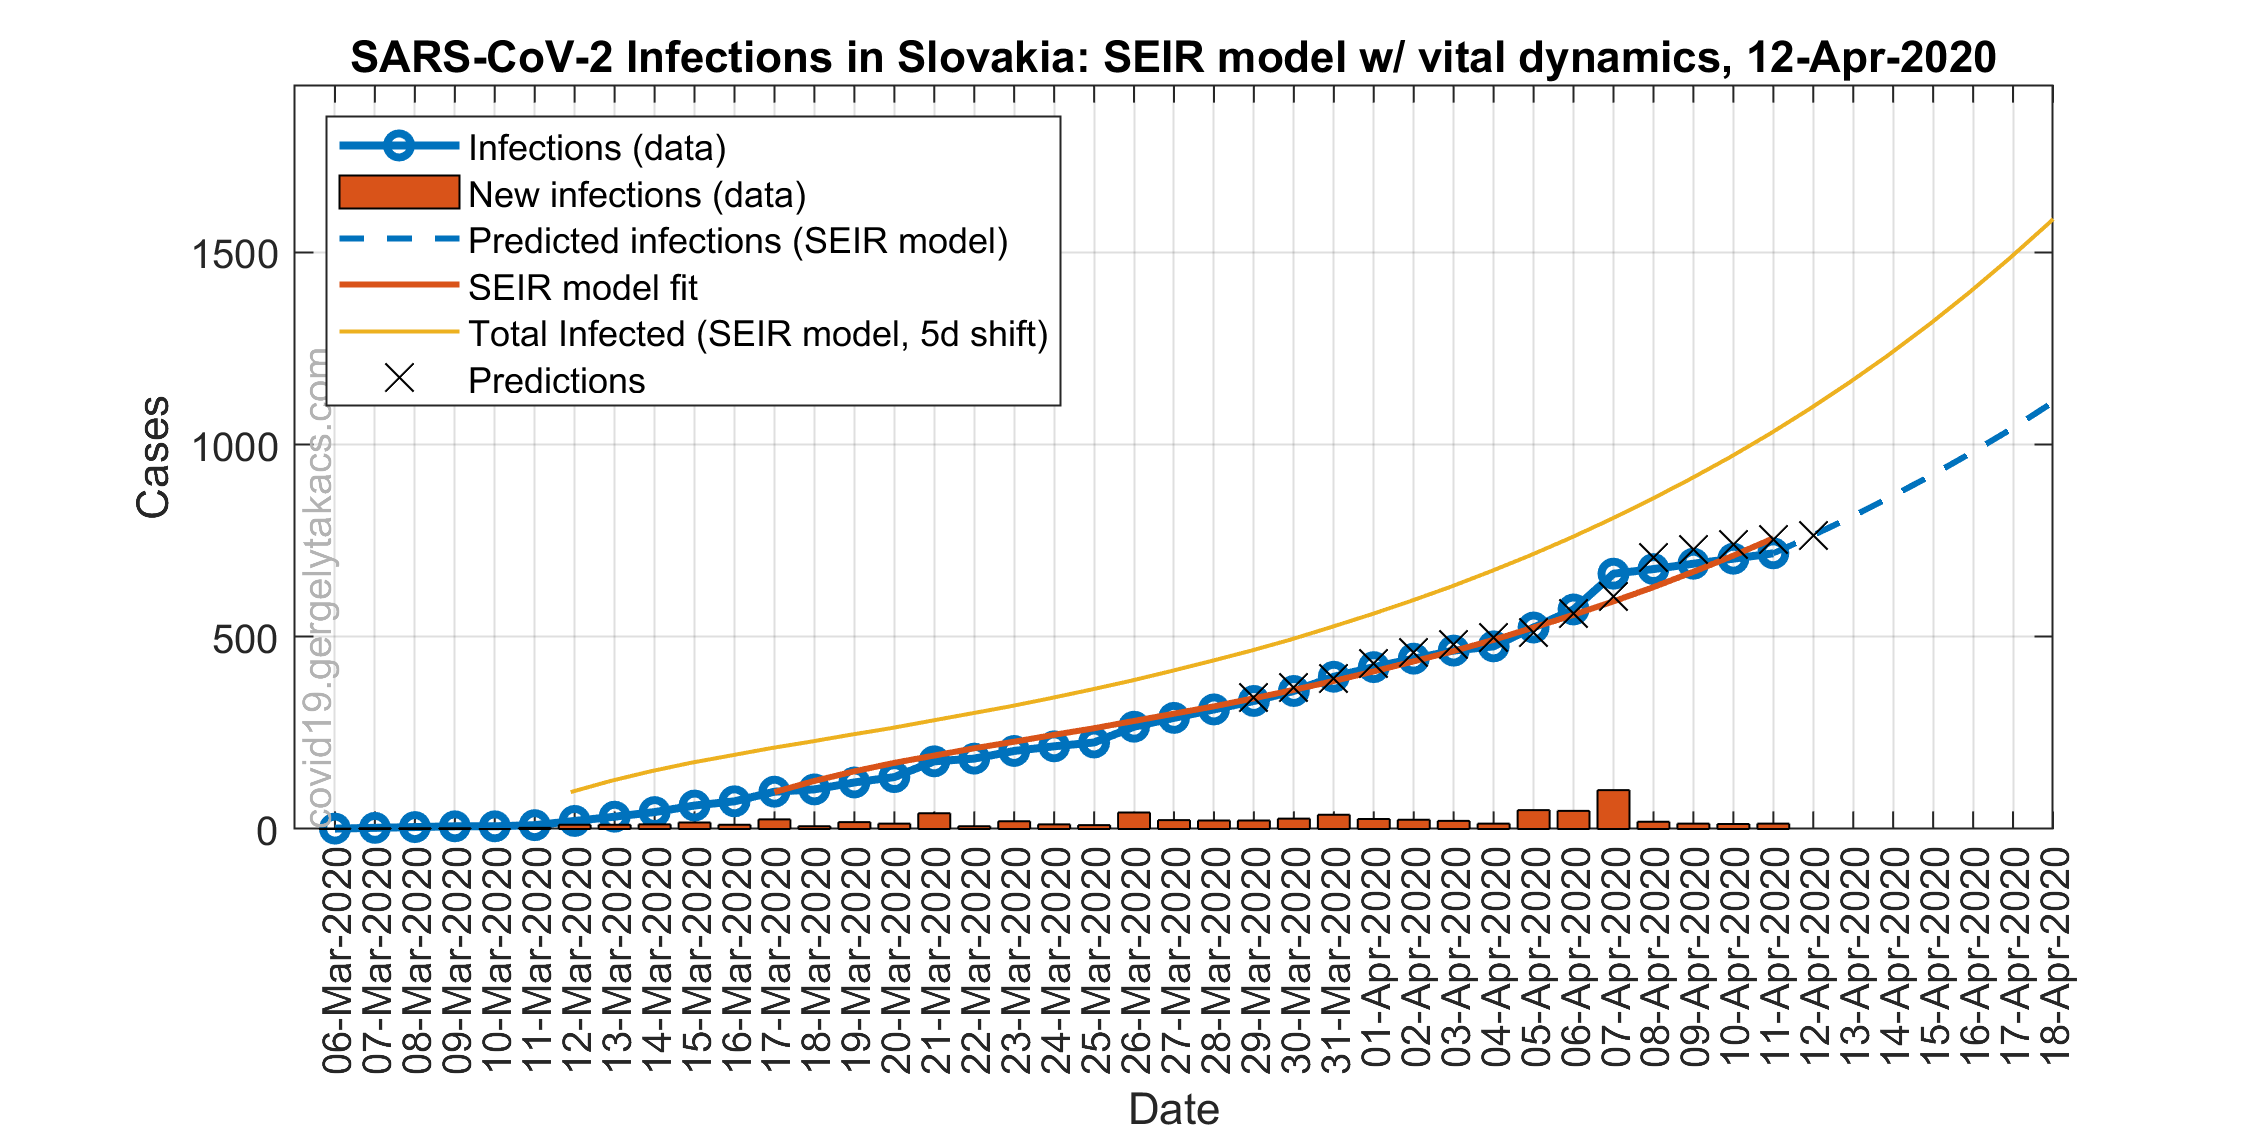 SARS-CoV-2 Infections in Slovakia: SEIR model w/ vital dynamics, 12-Apr-2020
Infections (data)
New infections (data)
Predicted infections (SEIR model)
SEIR model fit
Total Infected (SEIR model, 5d shift)
Predictions
covid19.gergelytakacs.com
Cases
1500
1000
500
0
06-Mar-2020
07-Mar-2020
08-Mar-2020
09-Mar-2020
10-Mar-2020
11-Mar-2020
12-Mar-2020
13-Mar-2020
14-Mar-2020
15-Mar-2020
16-Mar-2020
17-Mar-2020
18-Mar-2020
19-Mar-2020
20-Mar-2020
21-Mar-2020
22-Mar-2020
23-Mar-2020
24-Mar-2020
25-Mar-2020
26-Mar-2020
27-Mar-2020
28-Mar-2020
29-Mar-2020
30-Mar-2020
31-Mar-2020
01-Apr-2020
02-Apr-2020
03-Apr-2020
04-Apr-2020
05-Apr-2020
06-Apr-2020
07-Apr-2020
08-Apr-2020
09-Apr-2020
10-Apr-2020
11-Apr-2020
12-Apr-2020
13-Apr-2020
14-Apr-2020
15-Apr-2020
16-Apr-2020
17-Apr-2020
18-Apr-2020
Date